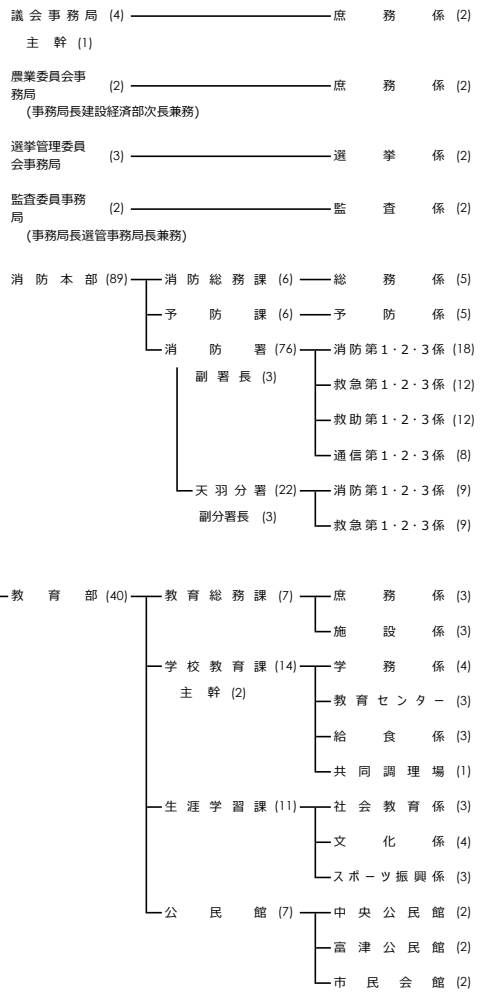 議会事務局 (4) 庶務係 (2)
主幹 (1)
農業委員会事務局 (2) 庶務係 (2)
(事務局長建設経済部次長兼務)
選挙管理委員会事務局 (3) 選挙係 (2)
監査委員事務局 (2) 監査係 (2)
(事務局長選管事務局長兼務)
消防本部 (89) 消防総務課 (6) 総務係 (5)
予防課 (6) 予防係 (5)
消防署 (76) 消防第1・2・3係 (18)
副署長 (3)
救急第1・2・3係 (12)
救助第1・2・3係 (12)
通信第1・2・3係 (8)
天羽分署 (22) 消防第1・2・3係 (9)
副分署長 (3)
救急第1・2・3係 (9)
教育部 (40) 教育総務課 (7) 庶務係 (3)
施設係 (3)
学校教育課 (14) 学務係 (4)
主幹 (2)
教育センター (3)
給食係 (3)
共同調理場 (1)
生涯学習課 (11) 社会教育係 (3)
文化係 (4)
スポーツ振興係 (3)
公民館 (7) 中央公民館 (2)
富津公民館 (2)
市民会館 (2)